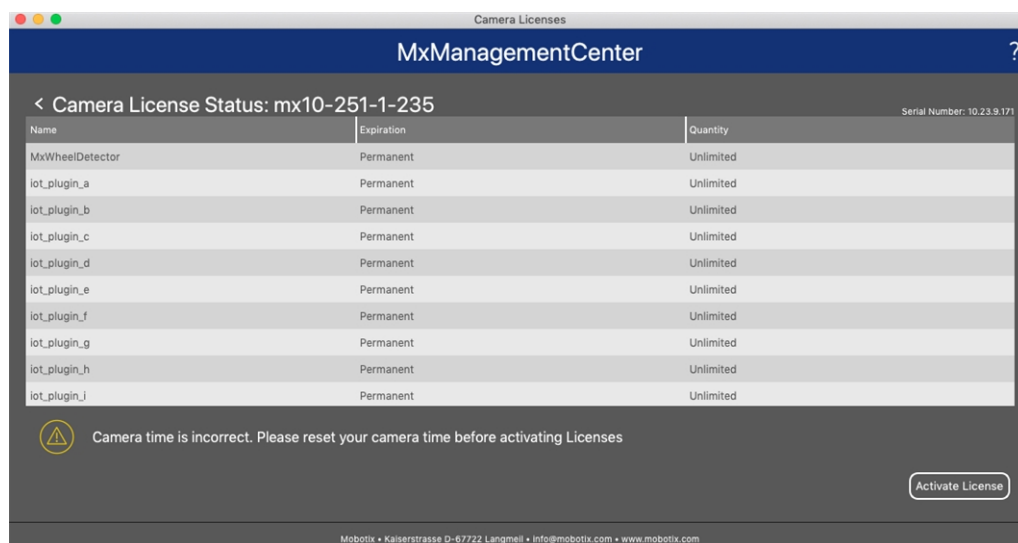 Camera Licenses
MxManagementCenter
?
< Camera License Status: mx10-251-1-235
Serial Number: 10.23.9.171
Name Expiration Quantity
MxWheelDetector Permanent Unlimited
iot_plugin_a Permanent Unlimited
iot_plugin_b Permanent Unlimited
iot_plugin_c Permanent Unlimited
iot_plugin_d Permanent Unlimited
iot_plugin_e Permanent Unlimited
iot_plugin_f Permanent Unlimited
iot_plugin_g Permanent Unlimited
iot_plugin_h Permanent Unlimited
iot_plugin_i Permanent Unlimited
Camera time is incorrect. Please reset your camera time before activating Licenses
Activate License
Mobotix • Kaiserstrasse D-67722 Langmeil • info@mobotix.com • www.mobotix.com